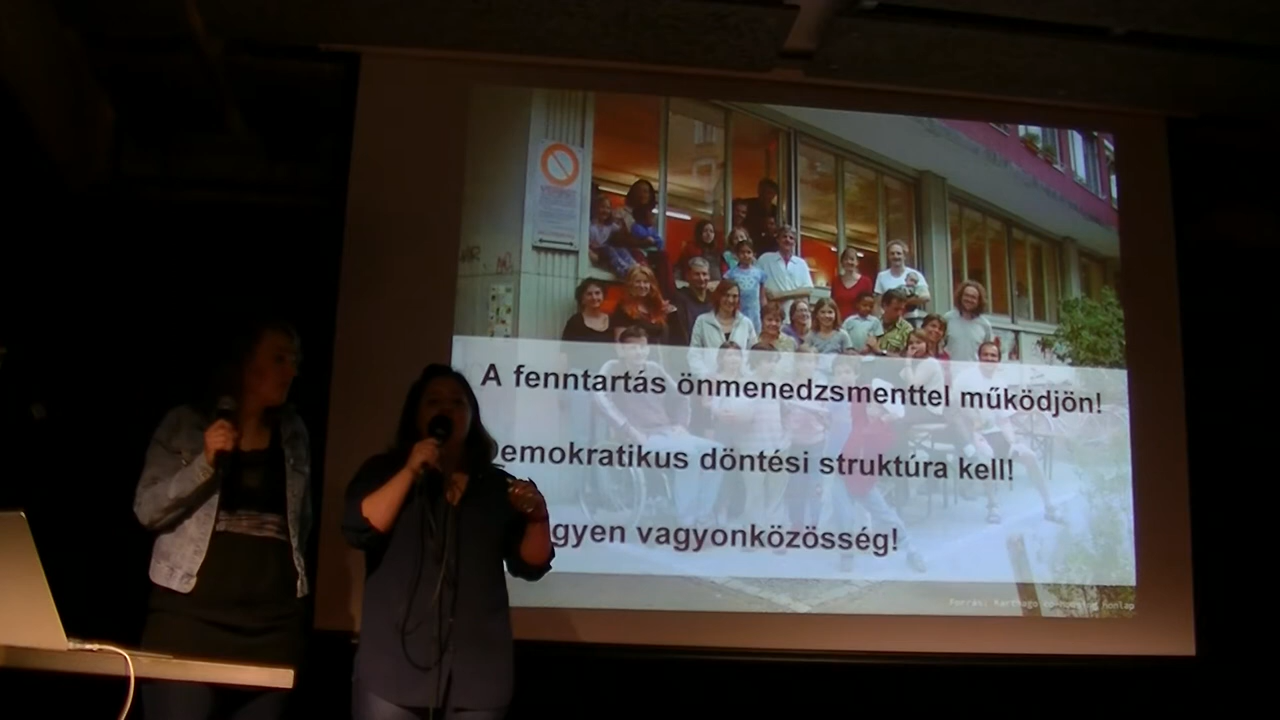 A fenntartás önmenedzsmenttel működjön!
emokratikus döntési struktúra kell!
gyen vagyonközösség!
Forrás: Karthago honlap